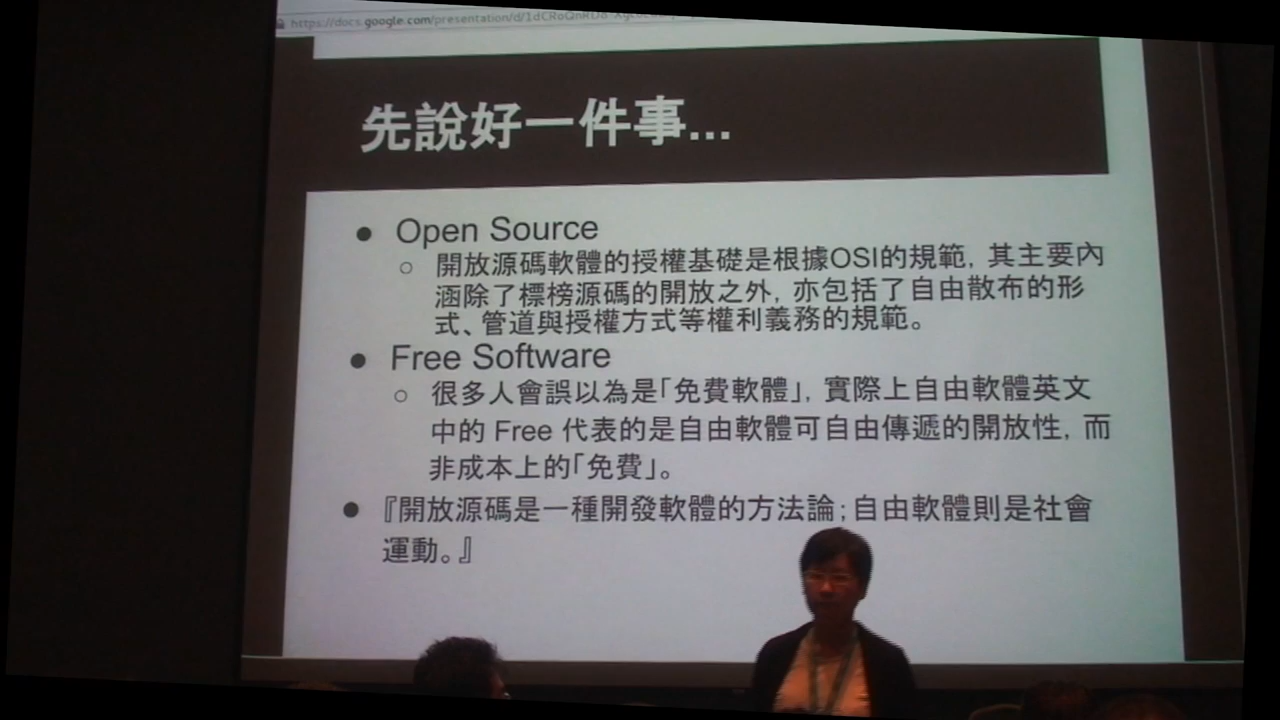 https://docs.google.com/presentation/d/1dCRoQnRD8-
先說好一件事...
● Open Source
○ 開放源碼軟體的授權基礎是根據OSI的規範，其主要內
涵除了標榜源碼的開放之外，亦包括了自由散布的形
式、管道與授權方式等權利義務的規範。
● Free Software
○ 很多人會誤以為是「免費軟體」，實際上自由軟體英文
中的 Free 代表的是自由軟體可自由傳遞的開放性，而
非成本上的「免費」。
● 『開放源碼是一種開發軟體的方法論；自由軟體則是社會
運動。』